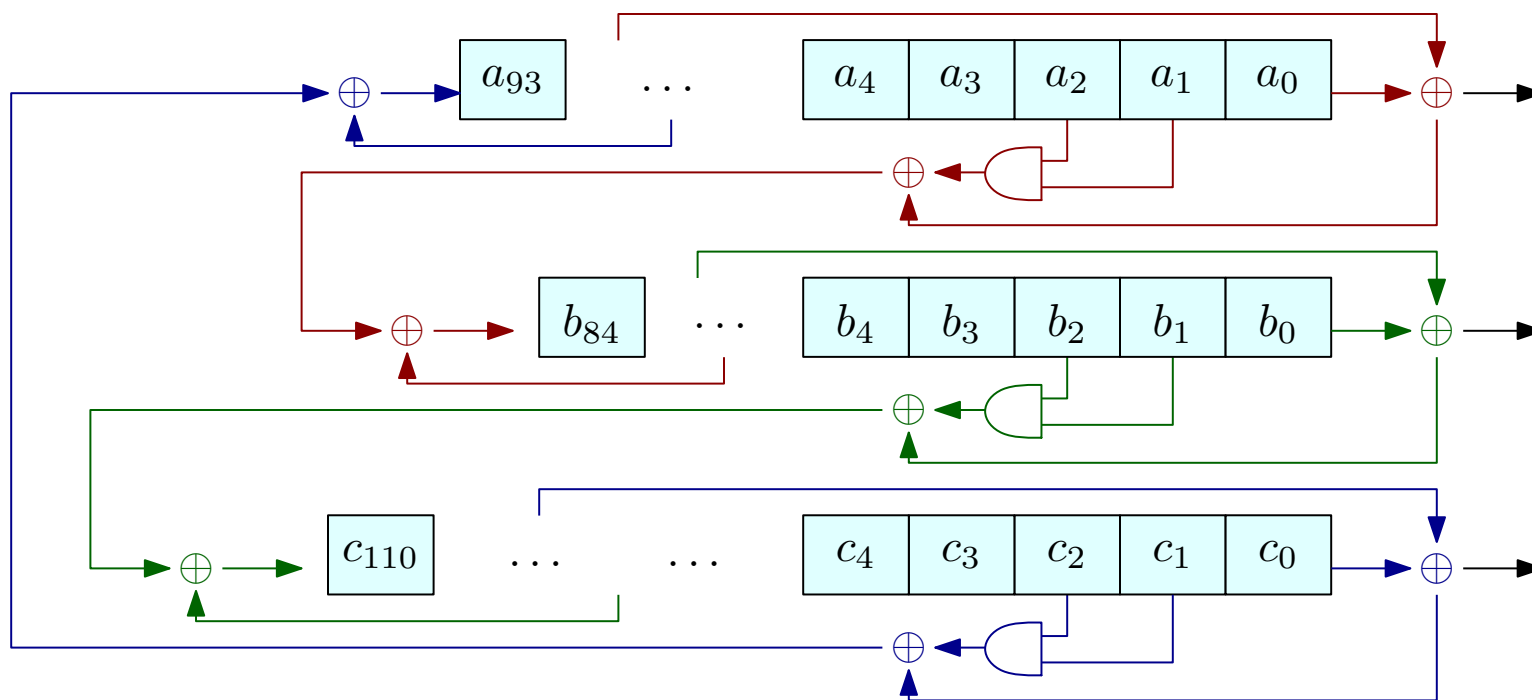 a₉₃ ... a₄ a₃ a₂ a₁ a₀
b₈₄ ... b₄ b₃ b₂ b₁ b₀
c₁₁₀ ... ... c₄ c₃ c₂ c₁ c₀